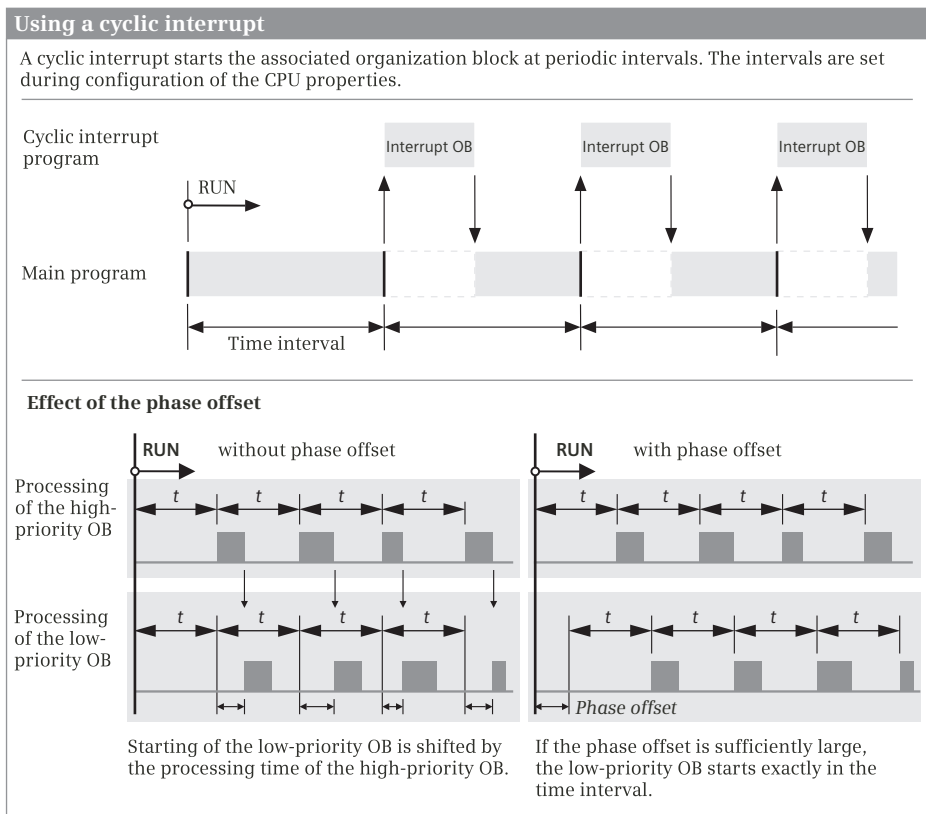 Using a cyclic interrupt
A cyclic interrupt starts the associated organization block at periodic intervals. The intervals are set
during configuration of the CPU properties.
Cyclic interrupt
program
Interrupt OB
Interrupt OB
Interrupt OB
RUN
Main program
Time interval
Effect of the phase offset
RUN
without phase offset
RUN
with phase offset
Processing
of the high-
priority OB
t
t
t
t
t
t
t
t
Processing
of the low-
priority OB
t
t
t
t
t
t
t
t
Phase offset
Starting of the low-priority OB is shifted by
the processing time of the high-priority OB.
If the phase offset is sufficiently large,
the low-priority OB starts exactly in the
time interval.